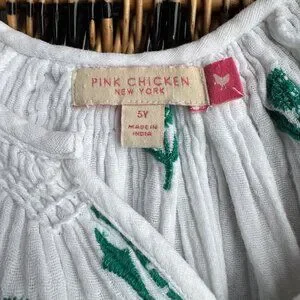 PINK CHICKEN
NEW YORK
5Y
MADE IN
INDIA